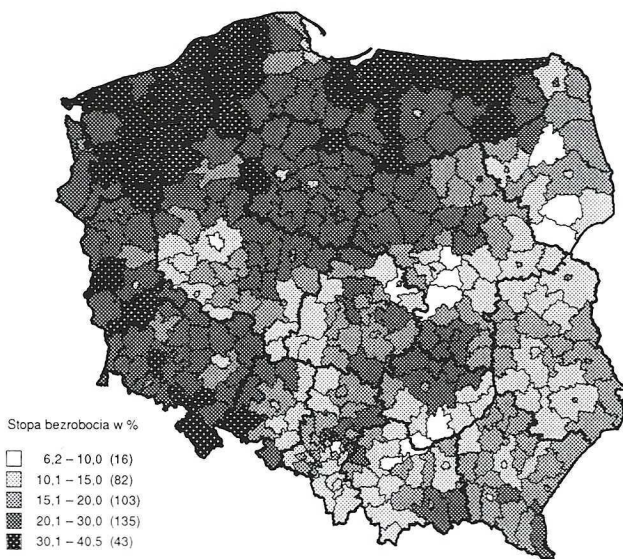 Stopa bezrobocia w %
6,2 – 10,0 (16)
10,1 – 15,0 (82)
15,1 – 20,0 (103)
20,1 – 30,0 (135)
30,1 – 40,5 (43)